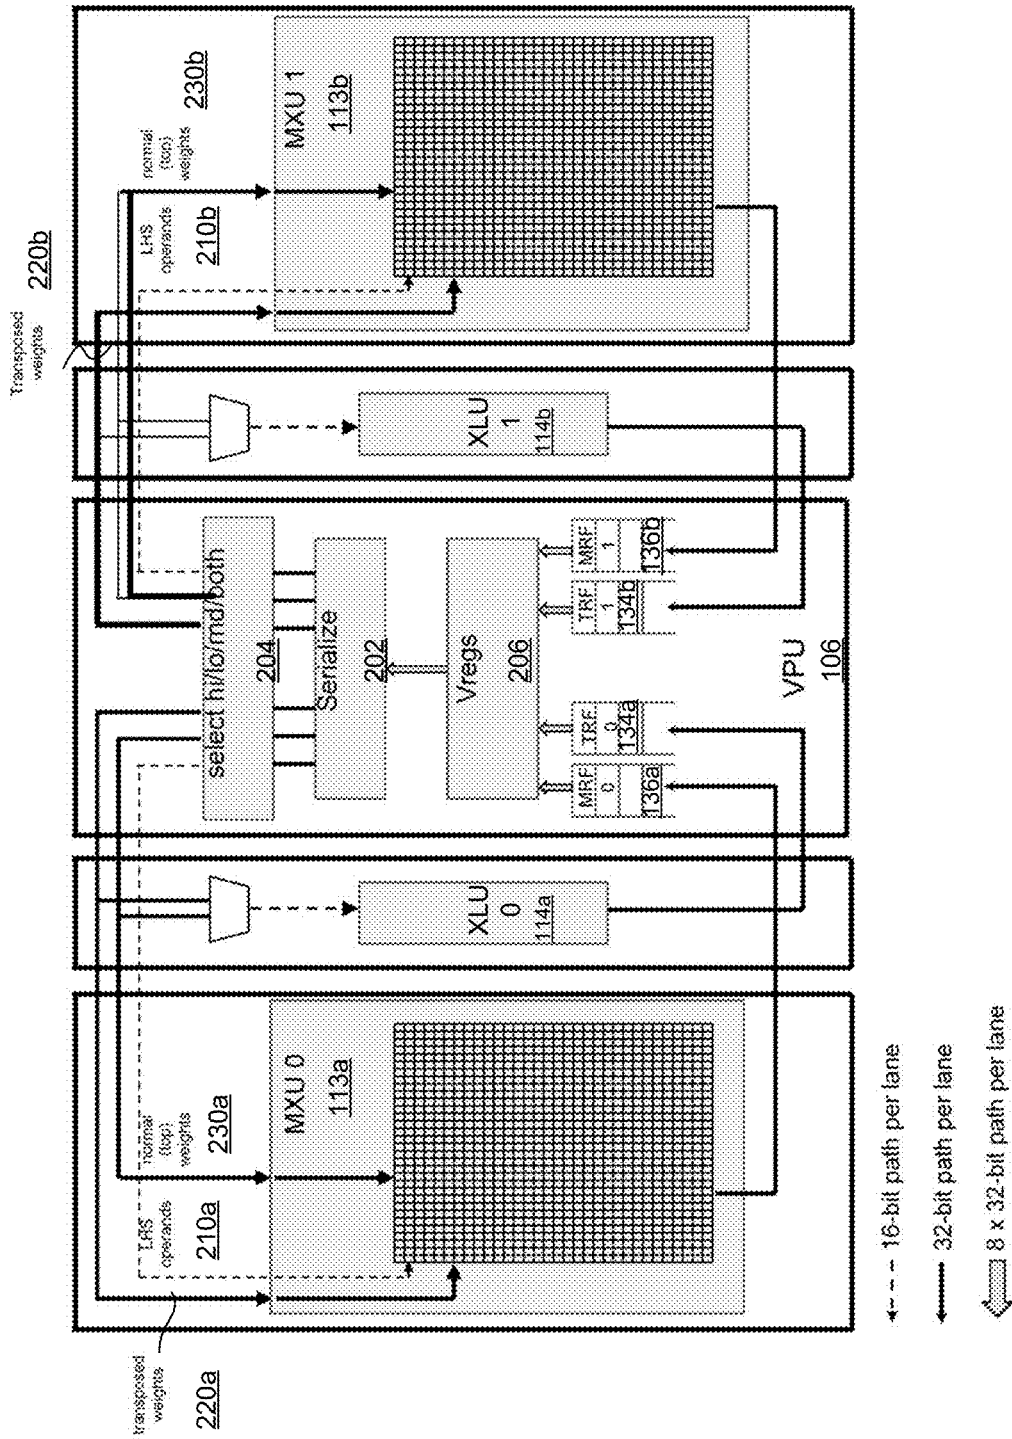 transposed
weights
220a
LHS
operands
210a
normal
(top)
weights
230a
MXU 0
113a
XLU
0
114a
select hi/lo/md/both
204
Serialize
202
Vregs
206
MRF
0
136a
TRF
0
134a
TRF
1
134b
MRF
1
136b
VPU
106
XLU
1
114b
Transposed
weights
220b
LHS
operands
210b
normal
(top)
weights
230b
MXU 1
113b
16-bit path per lane
32-bit path per lane
8 x 32-bit path per lane